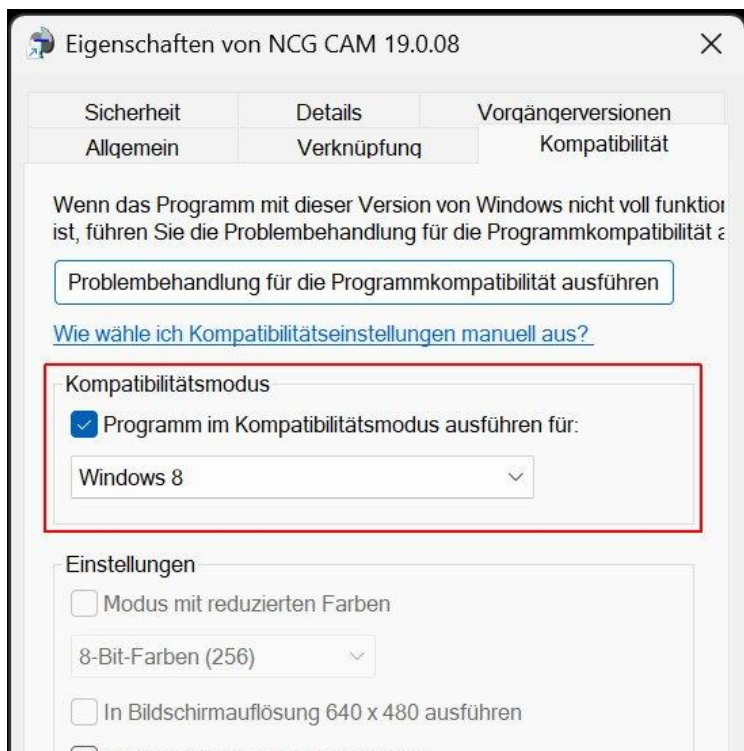 Eigenschaften von NCG CAM 19.0.08
Sicherheit Details Vorgängerversionen
Allgemein Verknüpfung Kompatibilität
Wenn das Programm mit dieser Version von Windows nicht voll
ist, führen Sie die Problembehandlung für die Programmkompatibilität
Problembehandlung für die Programmkompatibilität ausführen
Wie wähle ich Kompatibilitätseinstellungen manuell aus?
Kompatibilitätsmodus
Programm im Kompatibilitätsmodus ausführen für:
Windows 8
Einstellungen
Modus mit reduzierten Farben
8-Bit-Farben (256)
In Bildschirmauflösung 640 x 480 ausführen